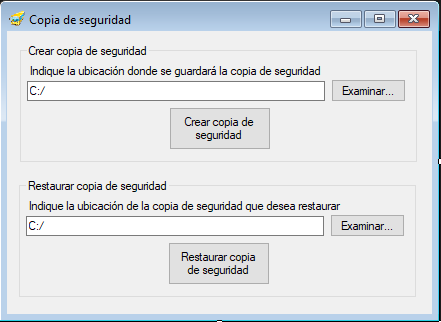 Copia de seguridad
Crear copia de seguridad
Indique la ubicación donde se guardará la copia de seguridad
C:/
Examinar...
Crear copia de
seguridad
Restaurar copia de seguridad
Indique la ubicación de la copia de seguridad que desea restaurar
C:/
Examinar...
Restaurar copia
de seguridad